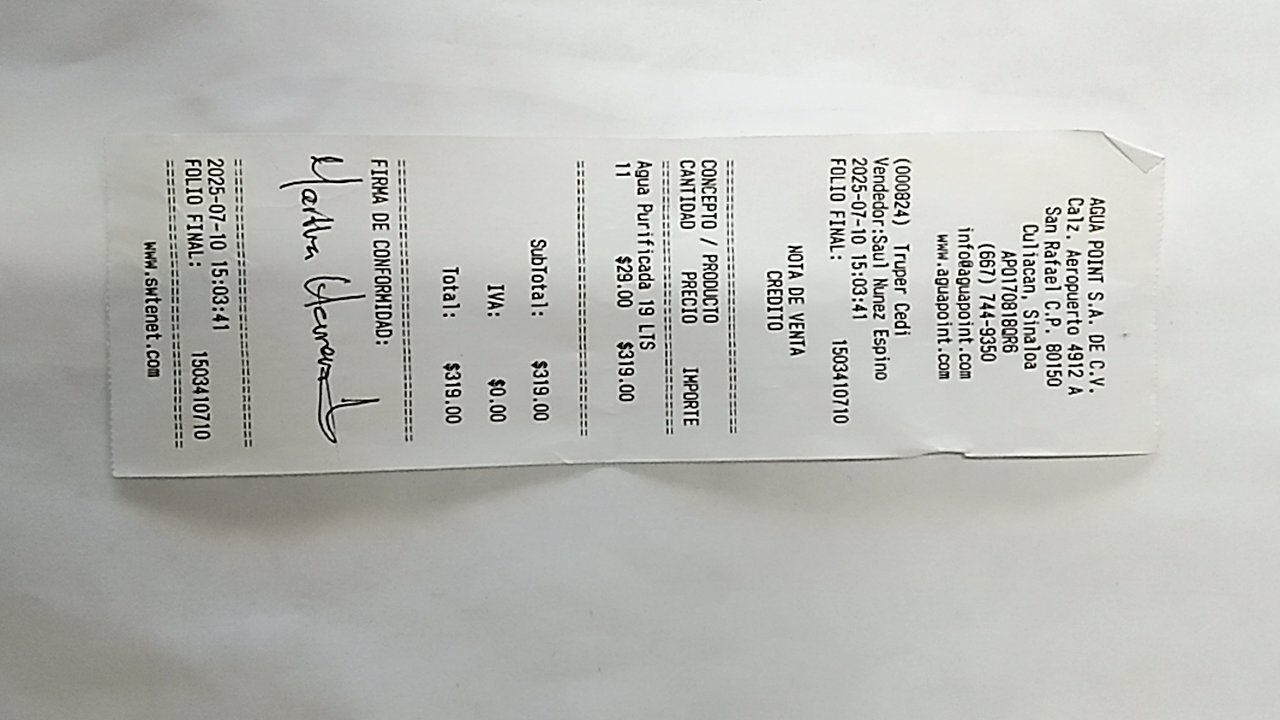 AGUA POINT S.A. DE C.V.
Calz. Aeropuerto 4912 A
San Rafael C.P. 80150
Culiacan, Sinaloa
APO170818QR6
(667) 744-9350
info@aguapoint.com
www.aguapoint.com
(000824) Truper Cedi
Vendedor:Saul Nunez Espino
2025-07-10 15:03:41
FOLIO FINAL: 1503410710
NOTA DE VENTA
CREDITO
==============================
CONCEPTO / PRODUCTO
CANTIDAD PRECIO IMPORTE
==============================
Agua Purificada 19 LTS
11 $29.00 $319.00
==============================
SubTotal: $319.00
IVA: $0.00
Total: $319.00
==============================
FIRMA DE CONFORMIDAD:
Martha
==============================
2025-07-10 15:03:41
FOLIO FINAL: 1503410710
==============================
www.swtenet.com